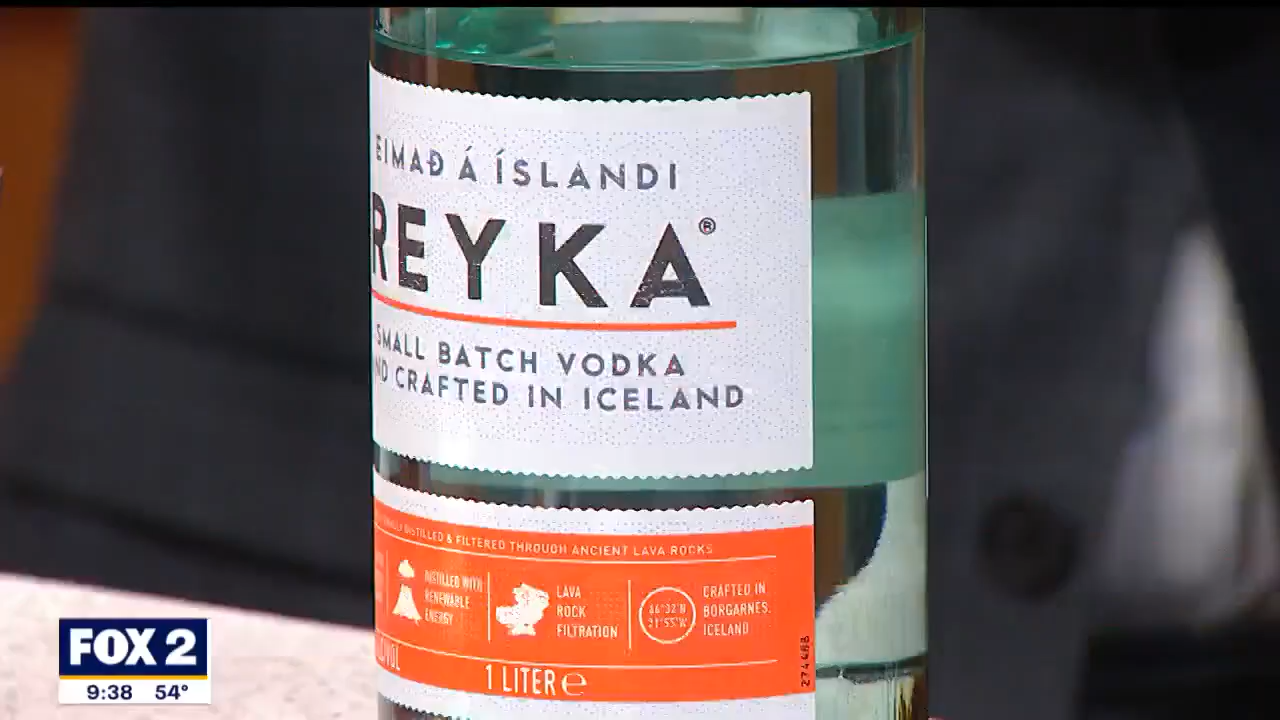 EIMAÐ Á ÍSLANDI
REYKA®
SMALL BATCH VODKA
ND CRAFTED IN ICELAND
DISTILLED & FILTERED THROUGH ANCIENT LAVA ROCKS
DISTILLED WITH
RENEWABLE
ENERGY
LAVA
ROCK
FILTRATION
CRAFTED IN
BORGARNES,
ICELAND
1 LITER e
FOX 2
9:38 54°